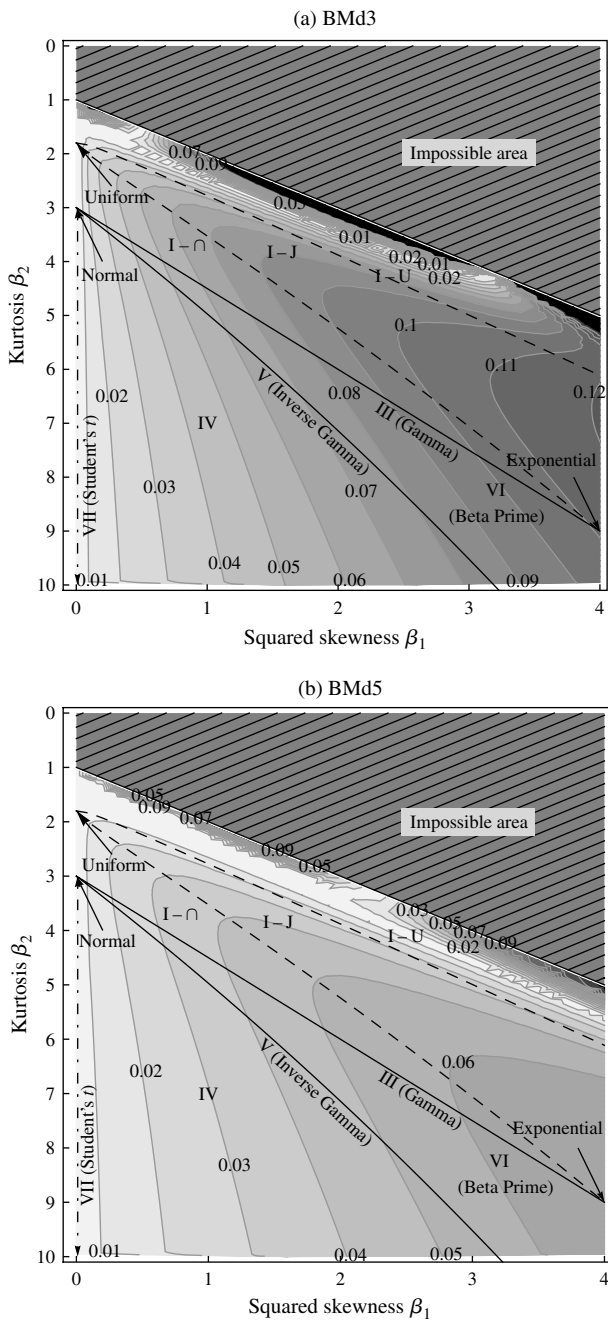 (a) BMd3
0
1
2
3
4
5
6
7
8
9
10
Kurtosis β2
0.07
0.09
0.05
Impossible area
Uniform
0.01
0.02
0.01
0.02
I – ∩
I – J
I – U
Normal
0.1
0.11
0.12
0.02
0.08
V (Inverse Gamma)
III (Gamma)
IV
VII (Student's t)
0.03
0.07
Exponential
VI
(Beta Prime)
0.04
0.05
0.06
0.09
0.01
0
1
2
3
4
Squared skewness β1
(b) BMd5
0
1
2
3
4
5
6
7
8
9
10
Kurtosis β2
0.05
0.09
0.07
0.09
0.05
Impossible area
Uniform
0.03
0.05
0.07
0.09
0.02
I – ∩
I – J
I – U
Normal
0.06
V (Inverse Gamma)
III (Gamma)
0.02
IV
VII (Student's t)
0.03
Exponential
VI
(Beta Prime)
0.01
0.04
0.05
0
1
2
3
4
Squared skewness β1